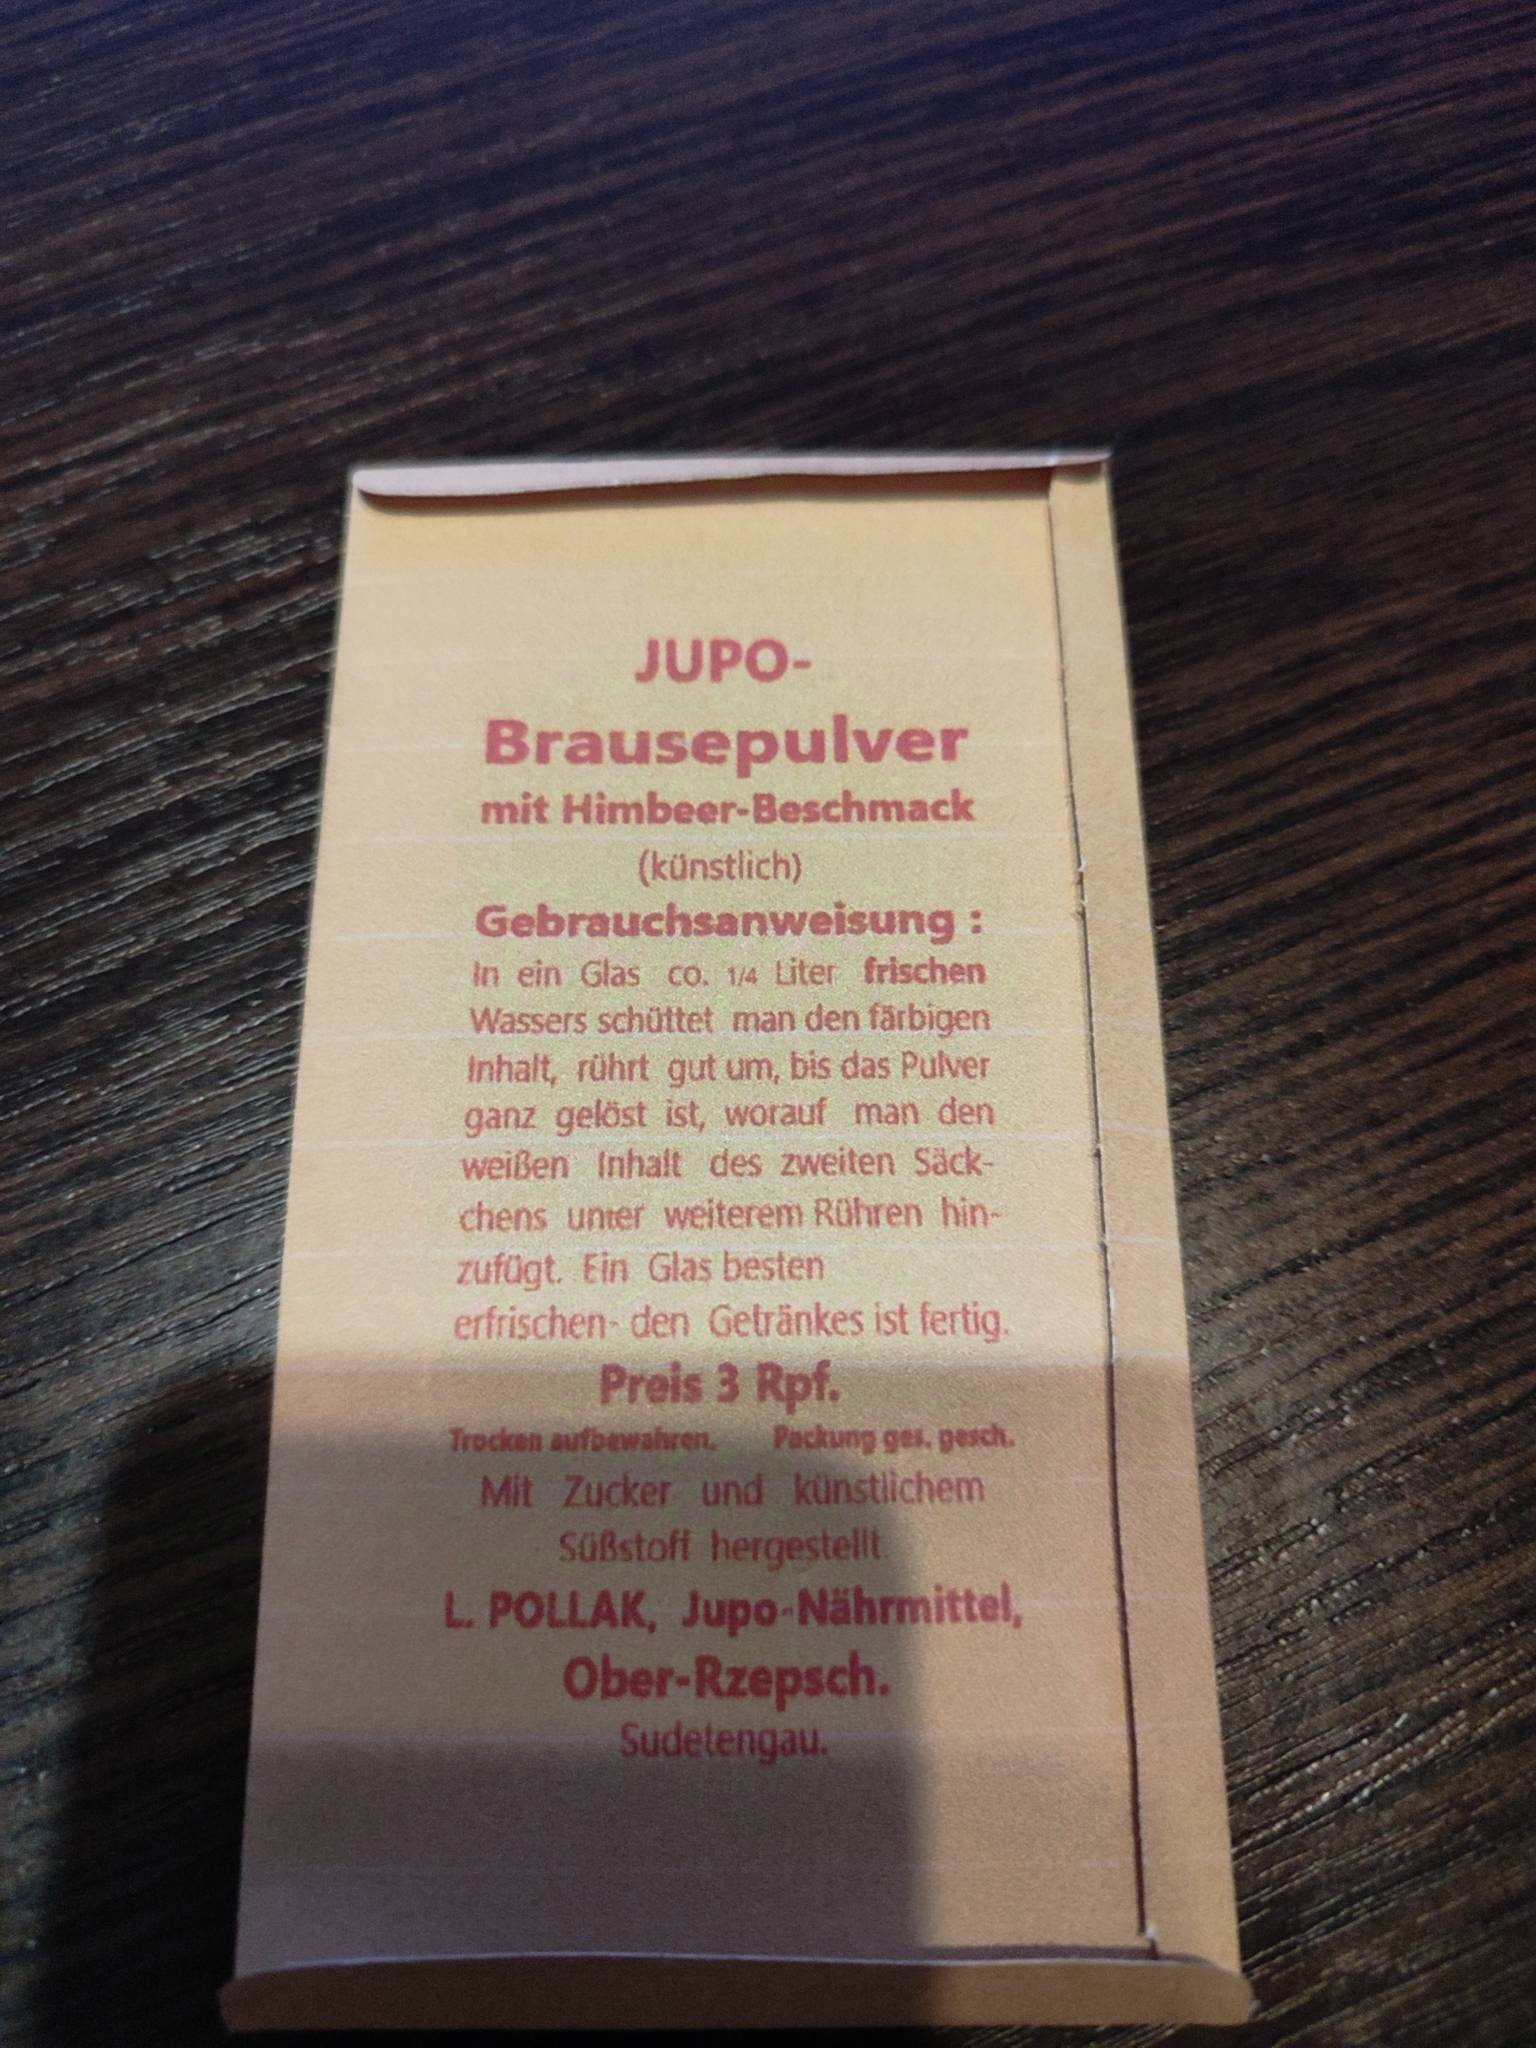 JUPO-
Brausepulver
mit Himbeer-Beschmack
(künstlich)
Gebrauchsanweisung :
In ein Glas co. 1/4 Liter frischen
Wassers schüttet man den färbigen
Inhalt, rührt gut um, bis das Pulver
ganz gelöst ist, worauf man den
weißen Inhalt des zweiten Säck-
chens unter weiterem Rühren hin-
zufügt. Ein Glas besten
erfrischen- den Getränkes ist fertig.
Preis 3 Rpf.
Trocken aufbewahren. Packung ges. gesch.
Mit Zucker und künstlichem
Süßstoff hergestellt.
L. POLLAK, Jupo-Nährmittel,
Ober-Rzepsch.
Sudetengau.